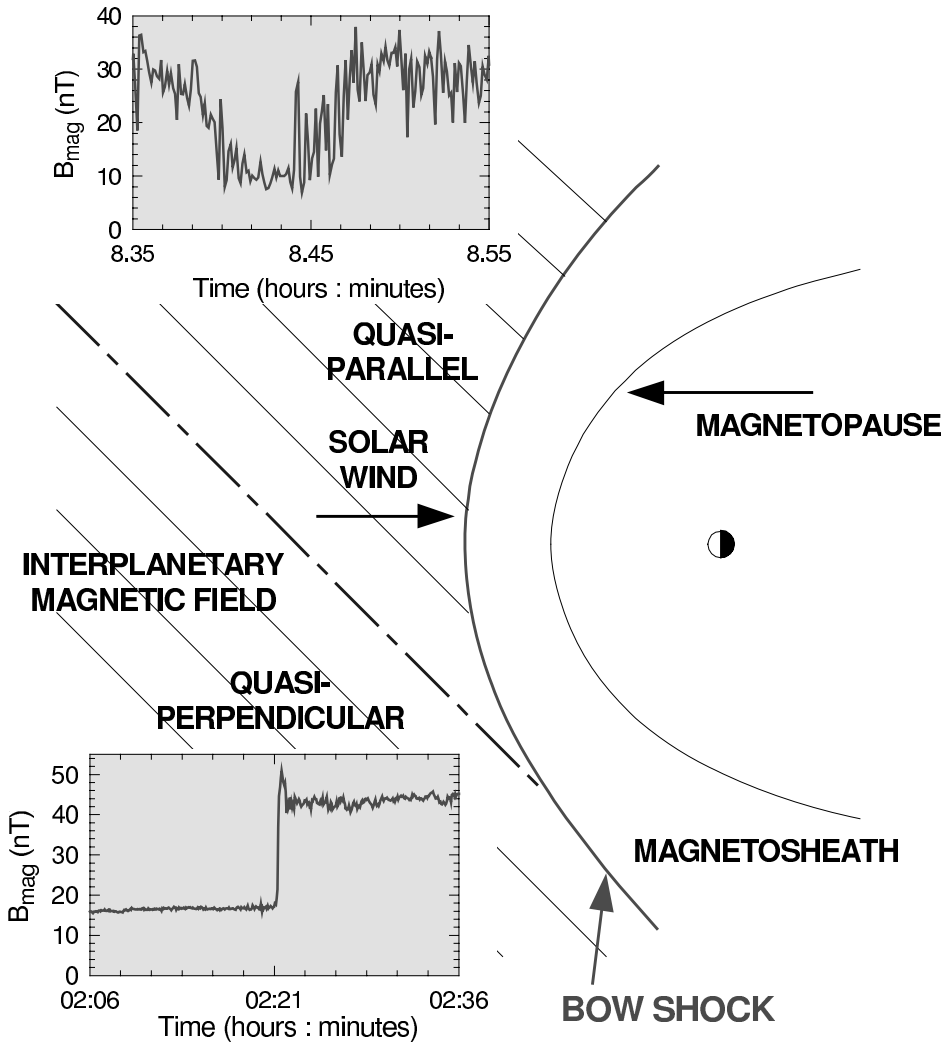 40
30
20
10
0
B_mag (nT)
8.35 8.45 8.55
Time (hours : minutes)
QUASI-
PARALLEL
MAGNETOPAUSE
SOLAR
WIND
INTERPLANETARY
MAGNETIC FIELD
QUASI-
PERPENDICULAR
50
40
30
20
10
0
B_mag (nT)
02:06 02:21 02:36
Time (hours : minutes)
MAGNETOSHEATH
BOW SHOCK